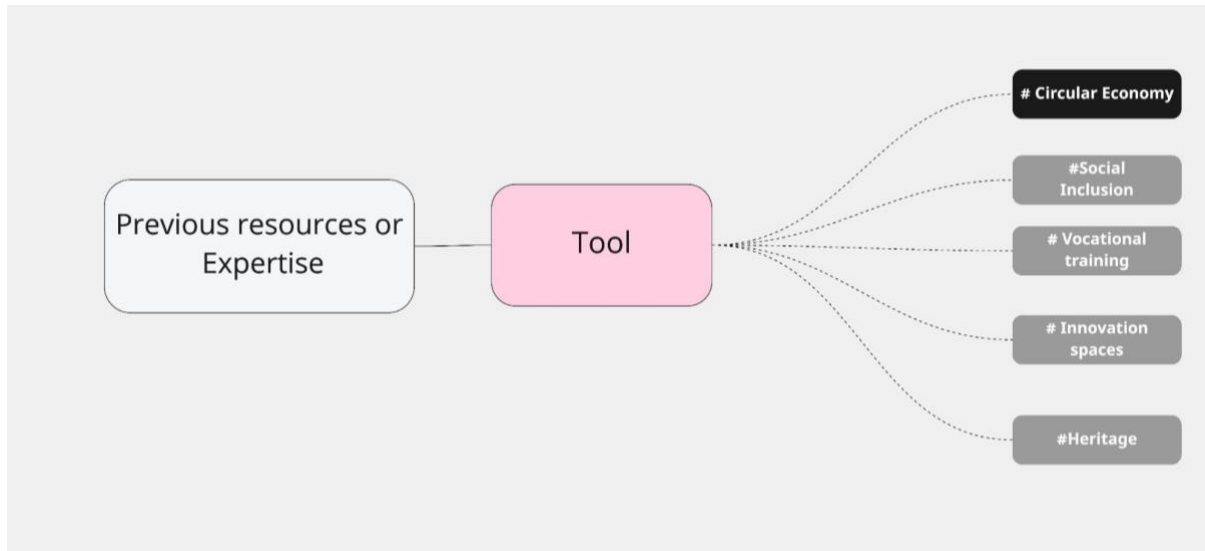 Previous resources or
Expertise
Tool
# Circular Economy
#Social
Inclusion
# Vocational
training
# Innovation
spaces
#Heritage